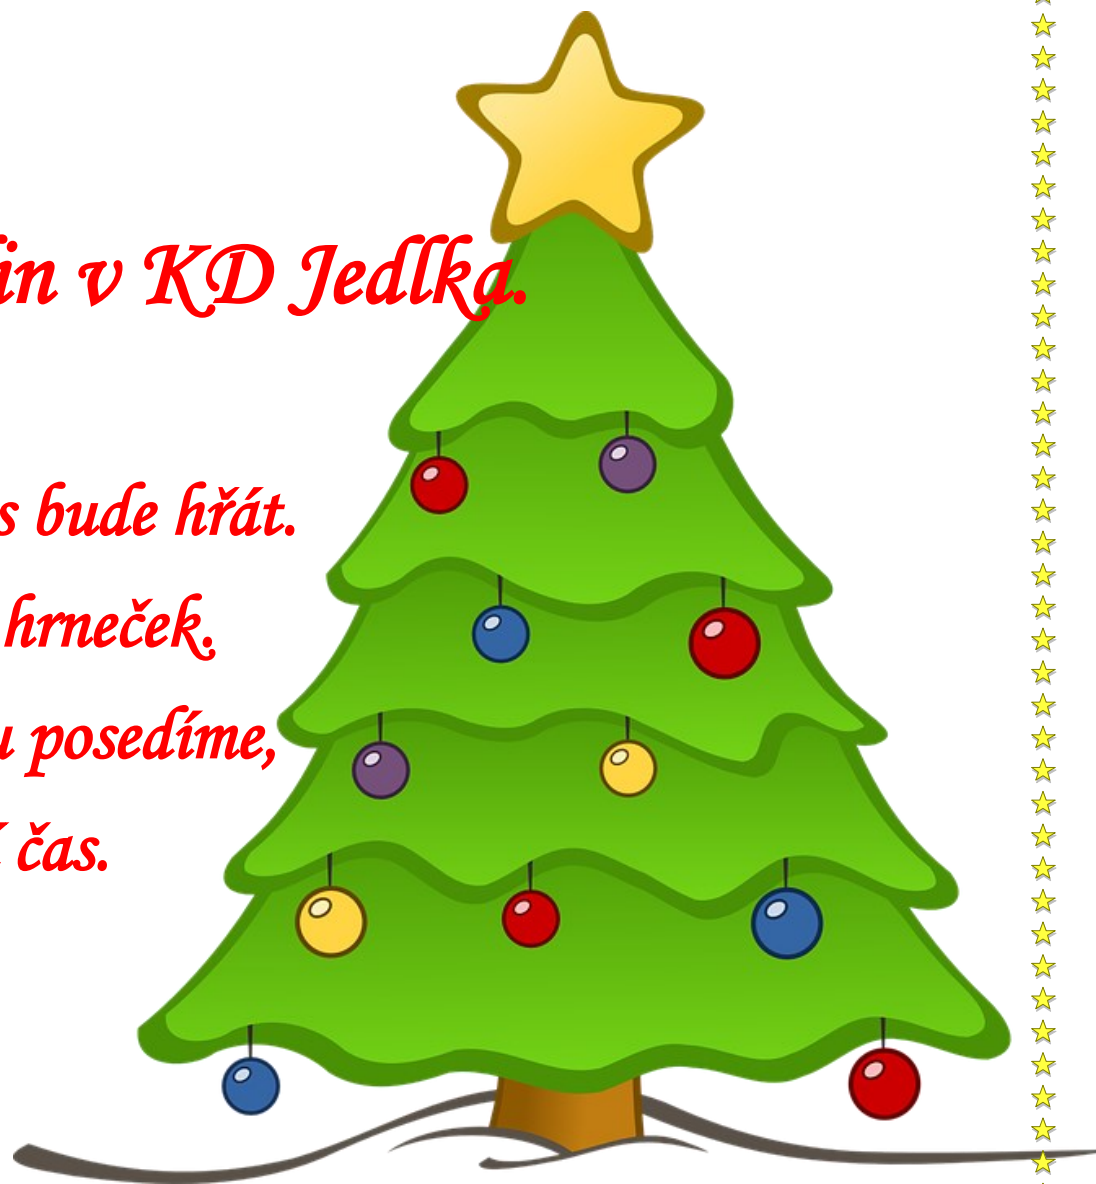 in v KD Jedlka.
s bude hřát.
hrneček.
u posedíme,
í čas.